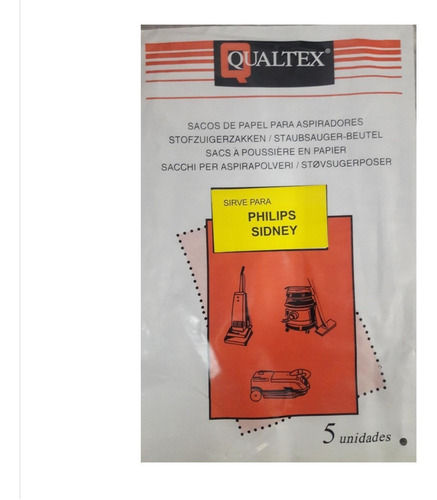 QUALTEX®
SACOS DE PAPEL PARA ASPIRADORES
STOFZUIGERZAKKEN / STAUBSAUGER-BEUTEL
SACS A POUSSIERE EN PAPIER
SACCHI PER ASPIRAPOLVERI / STØVSUGERPOSER
SIRVE PARA
PHILIPS
SIDNEY
5 unidades